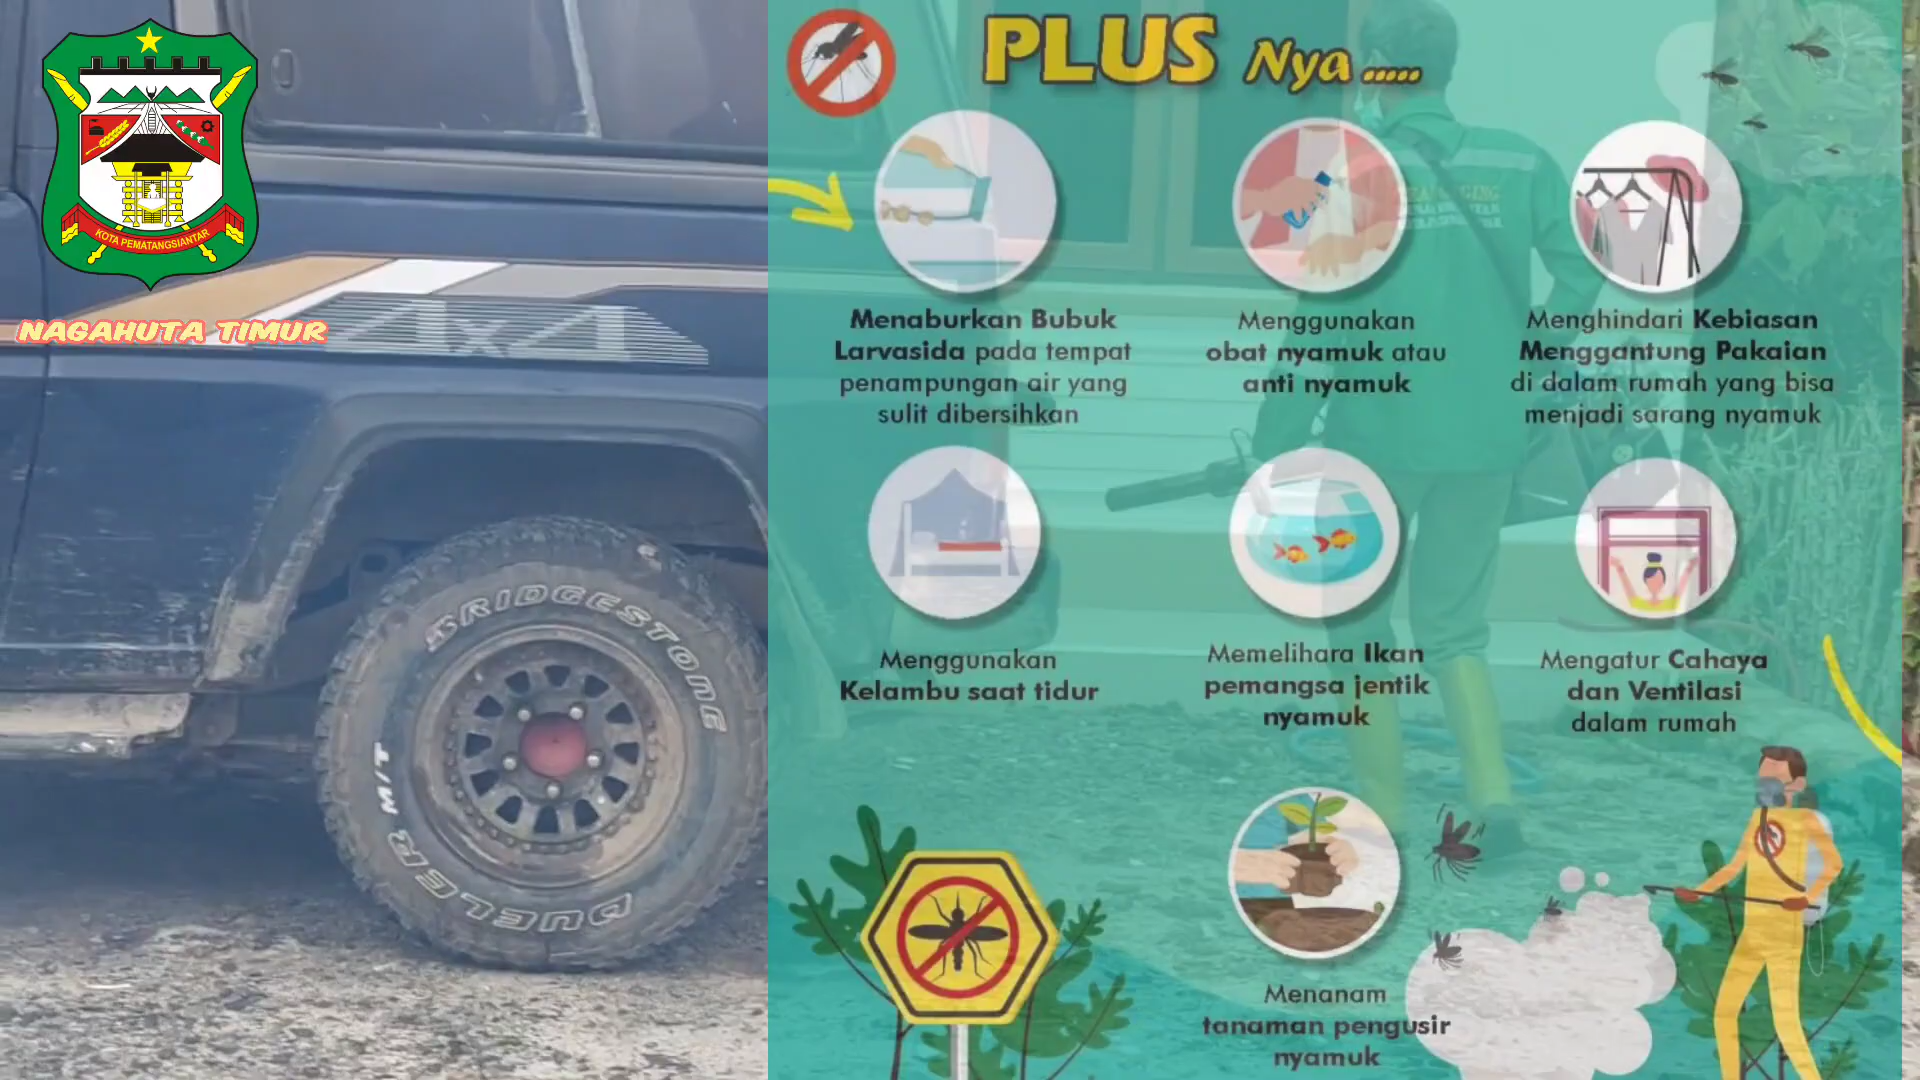 KOTA PEMATANGSIANTAR
NAGAHUTA TIMUR
4x4
BRIDGESTONE
DUELER M/T
PLUS Nya .....
Menaburkan Bubuk
Larvasida pada tempat
penampungan air yang
sulit dibersihkan
Menggunakan
obat nyamuk atau
anti nyamuk
Menghindari Kebiasan
Menggantung Pakaian
di dalam rumah yang bisa
menjadi sarang nyamuk
Menggunakan
Kelambu saat tidur
Memelihara Ikan
pemangsa jentik
nyamuk
Mengatur Cahaya
dan Ventilasi
dalam rumah
Menanam
tanaman pengusir
nyamuk